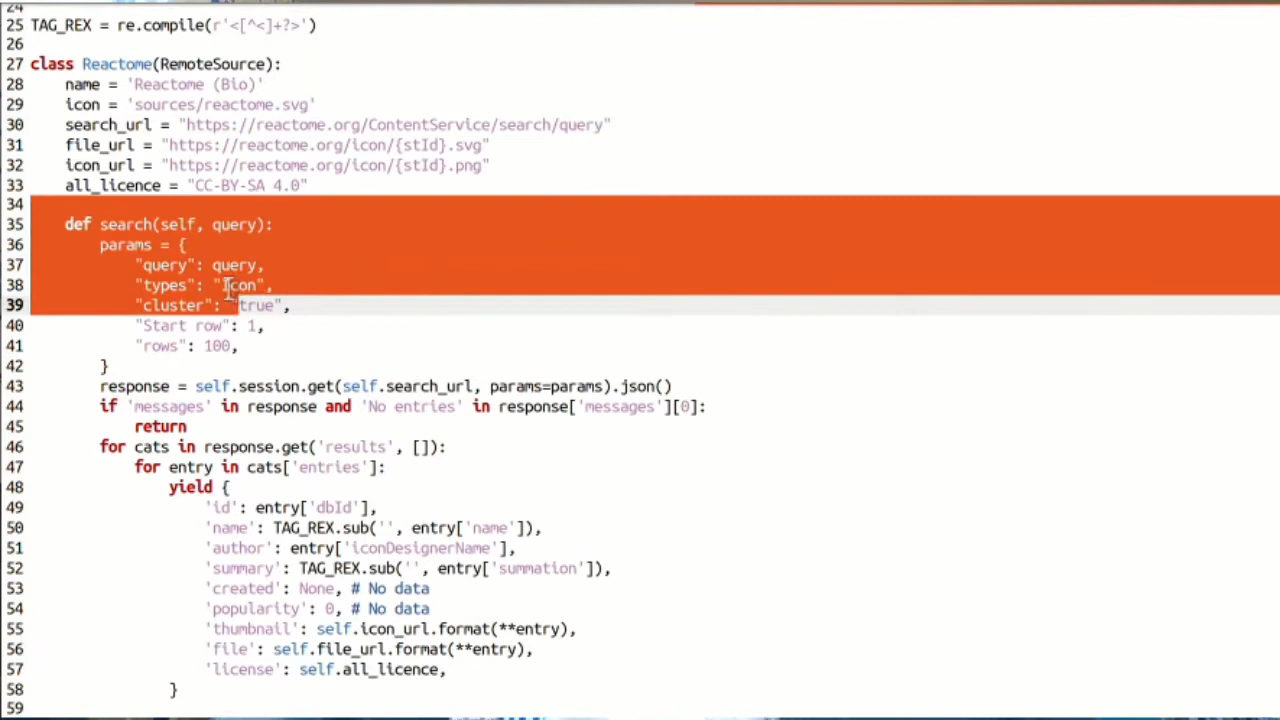 24
25 TAG_REX = re.compile(r'<[^<]+?>')
26
27 class Reactome(RemoteSource):
28     name = 'Reactome (Bio)'
29     icon = 'sources/reactome.svg'
30     search_url = "https://reactome.org/ContentService/search/query"
31     file_url = "https://reactome.org/icon/{stId}.svg"
32     icon_url = "https://reactome.org/icon/{stId}.png"
33     all_licence = "CC-BY-SA 4.0"
34
35     def search(self, query):
36         params = {
37             "query": query,
38             "types": "Icon",
39             "cluster": "true",
40             "Start row": 1,
41             "rows": 100,
42         }
43         response = self.session.get(self.search_url, params=params).json()
44         if 'messages' in response and 'No entries' in response['messages'][0]:
45             return
46         for cats in response.get('results', []):
47             for entry in cats['entries']:
48                 yield {
49                     'id': entry['dbId'],
50                     'name': TAG_REX.sub('', entry['name']),
51                     'author': entry['iconDesignerName'],
52                     'summary': TAG_REX.sub('', entry['summation']),
53                     'created': None, # No data
54                     'popularity': 0, # No data
55                     'thumbnail': self.icon_url.format(**entry),
56                     'file': self.file_url.format(**entry),
57                     'license': self.all_licence,
58                 }
59